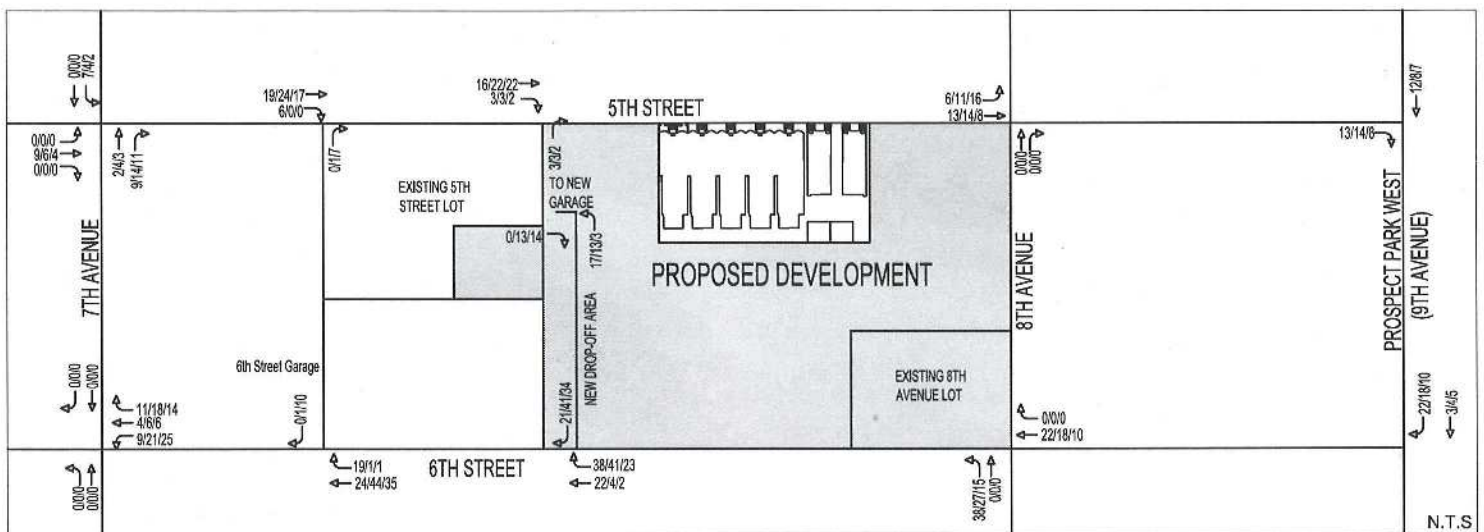 0/0/0
7/4/2
19/24/17
6/0/0
16/22/22
3/3/2
5TH STREET
6/11/16
13/14/8
12/8/7
0/0/0
9/6/4
0/0/0
2/4/3
9/14/11
0/1/7
EXISTING 5TH
STREET LOT
3/3/2
TO NEW
GARAGE
0/13/14
17/13/3
0/0/0
0/0/0
13/14/8
7TH AVENUE
PROPOSED DEVELOPMENT
8TH AVENUE
PROSPECT PARK WEST
(9TH AVENUE)
NEW DROP-OFF AREA
6th Street Garage
EXISTING 8TH
AVENUE LOT
0/0/0
0/0/0
11/18/14
4/6/6
9/21/25
0/1/10
21/41/34
0/0/0
22/18/10
22/18/10
3/4/5
0/0/0
0/0/0
19/1/1
24/44/35
6TH STREET
38/41/23
22/4/2
38/27/15
0/0/0
N.T.S